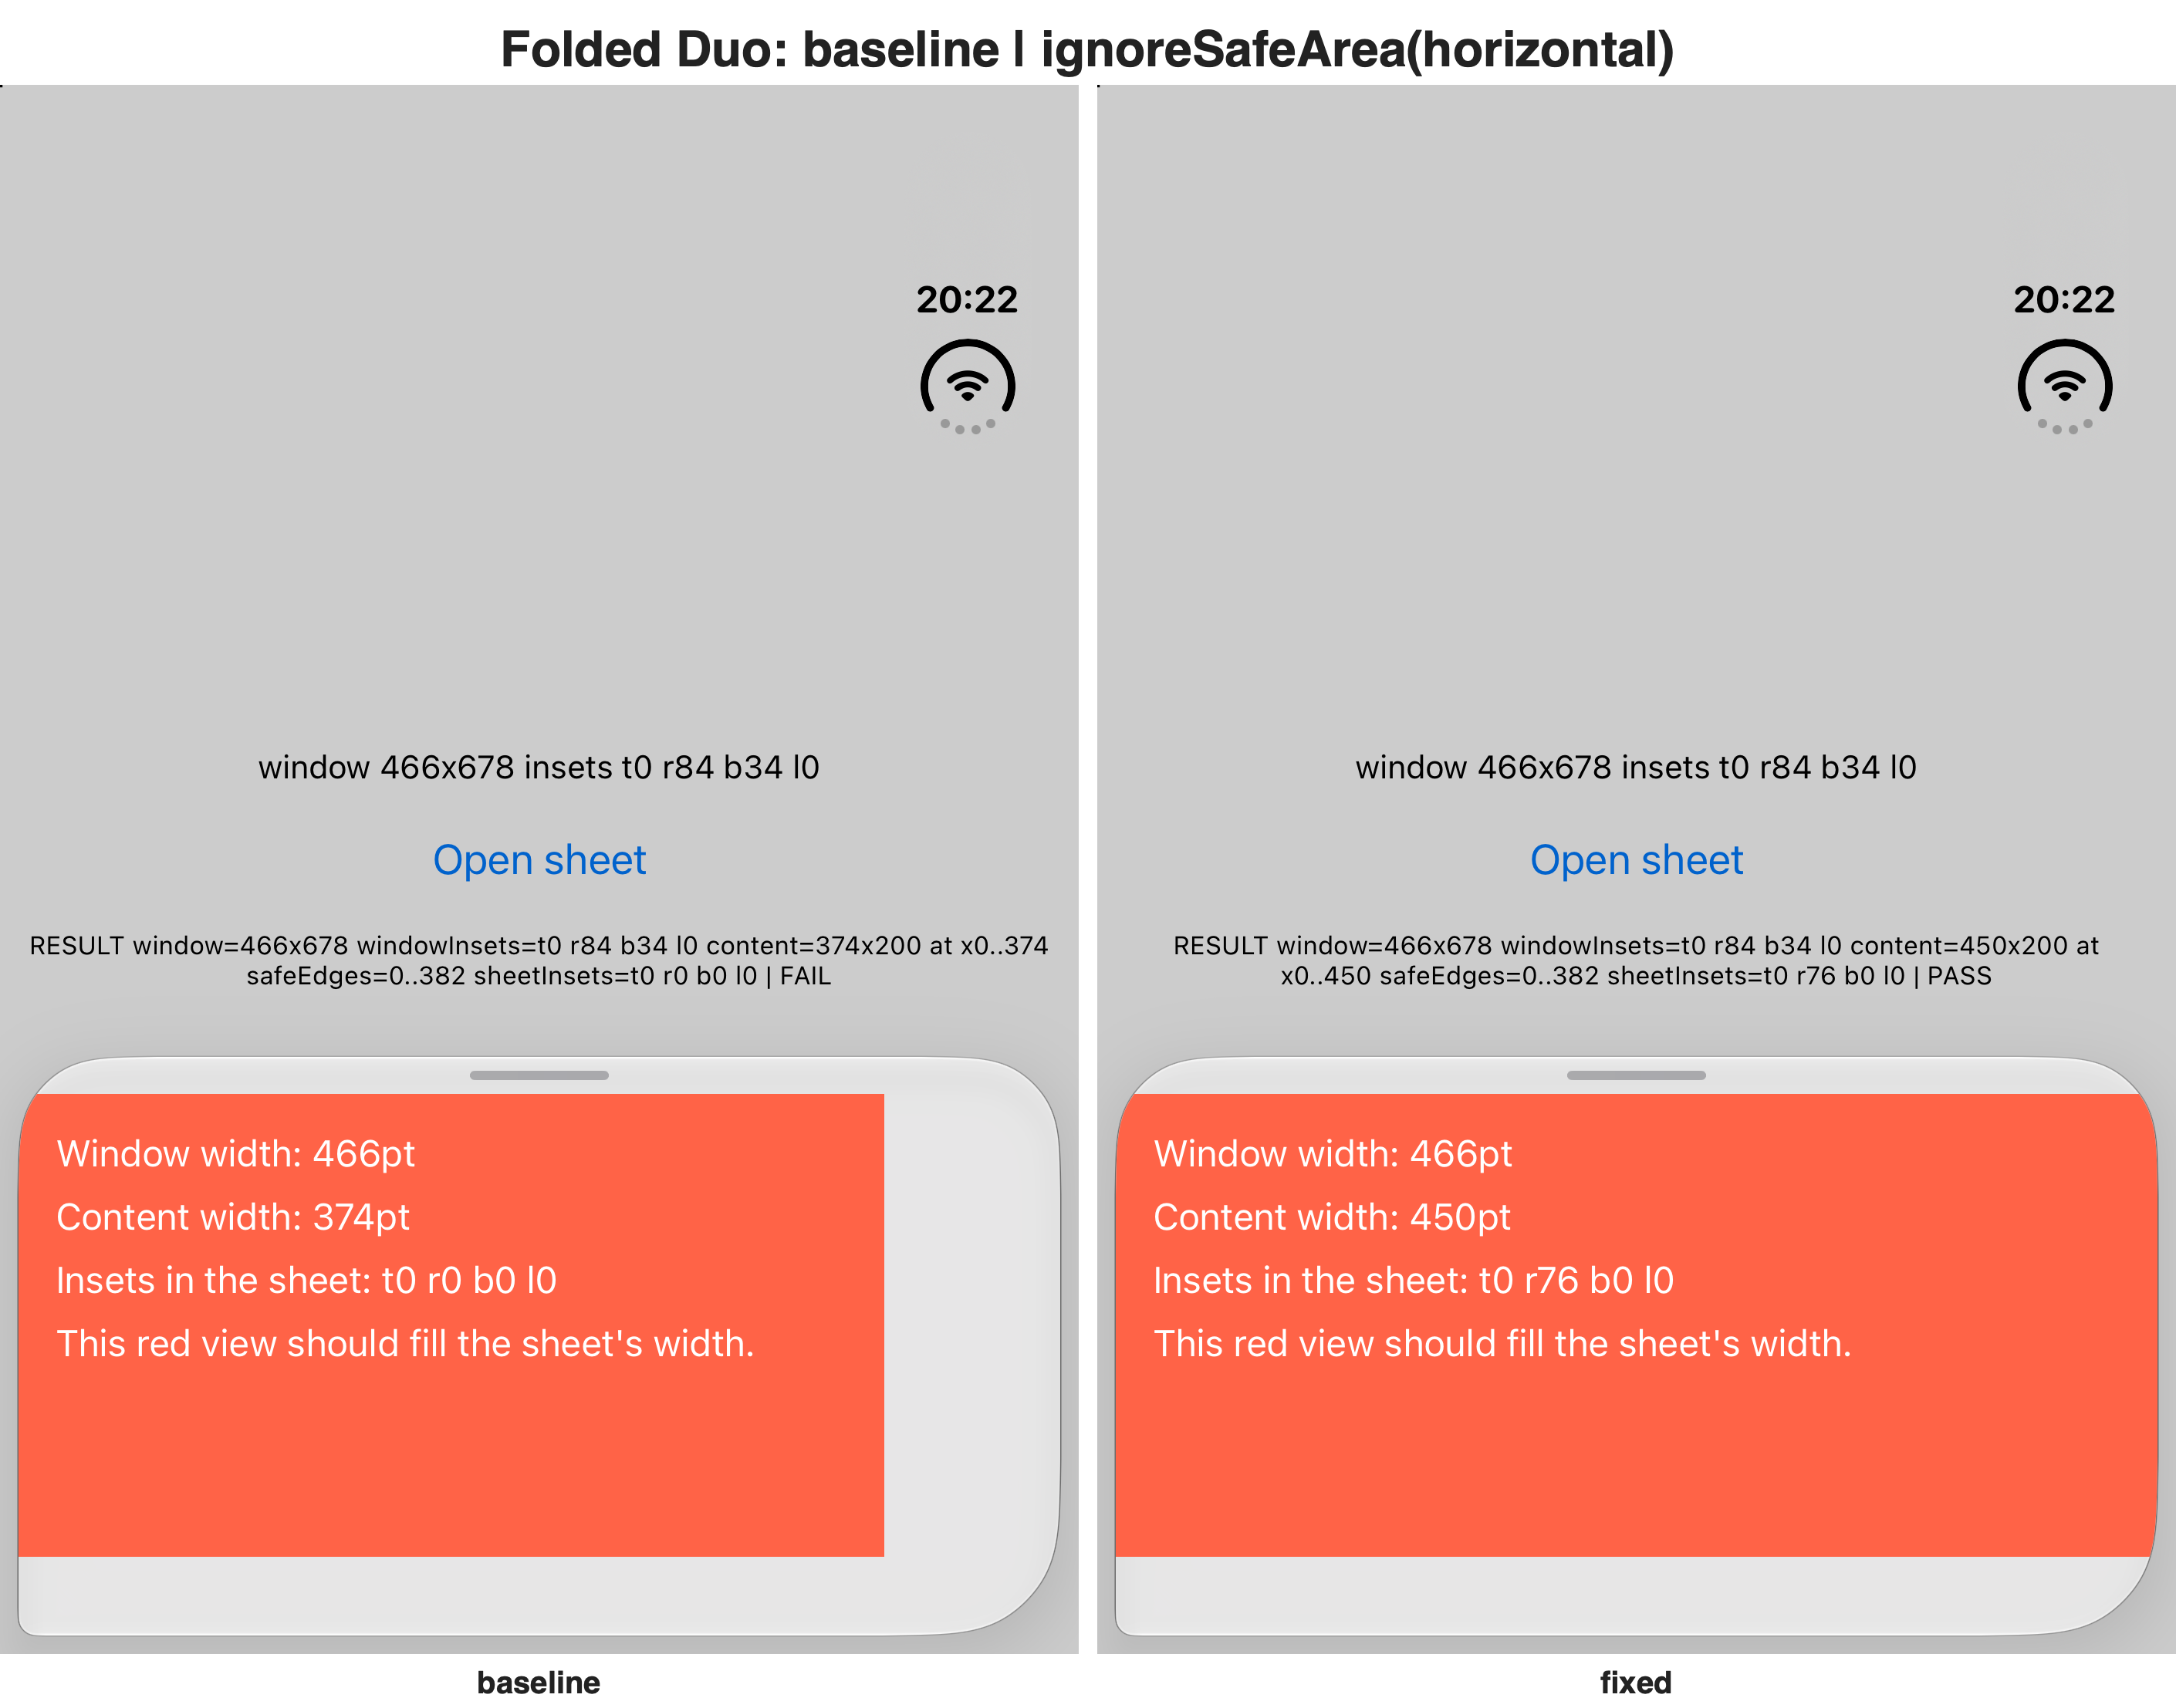 Folded Duo: baseline | ignoreSafeArea(horizontal)
20:22
window 466x678 insets t0 r84 b34 l0
Open sheet
RESULT window=466x678 windowInsets=t0 r84 b34 l0 content=374x200 at x0..374
safeEdges=0..382 sheetInsets=t0 r0 b0 l0 | FAIL
Window width: 466pt
Content width: 374pt
Insets in the sheet: t0 r0 b0 l0
This red view should fill the sheet's width.
baseline
20:22
window 466x678 insets t0 r84 b34 l0
Open sheet
RESULT window=466x678 windowInsets=t0 r84 b34 l0 content=450x200 at
x0..450 safeEdges=0..382 sheetInsets=t0 r76 b0 l0 | PASS
Window width: 466pt
Content width: 450pt
Insets in the sheet: t0 r76 b0 l0
This red view should fill the sheet's width.
fixed